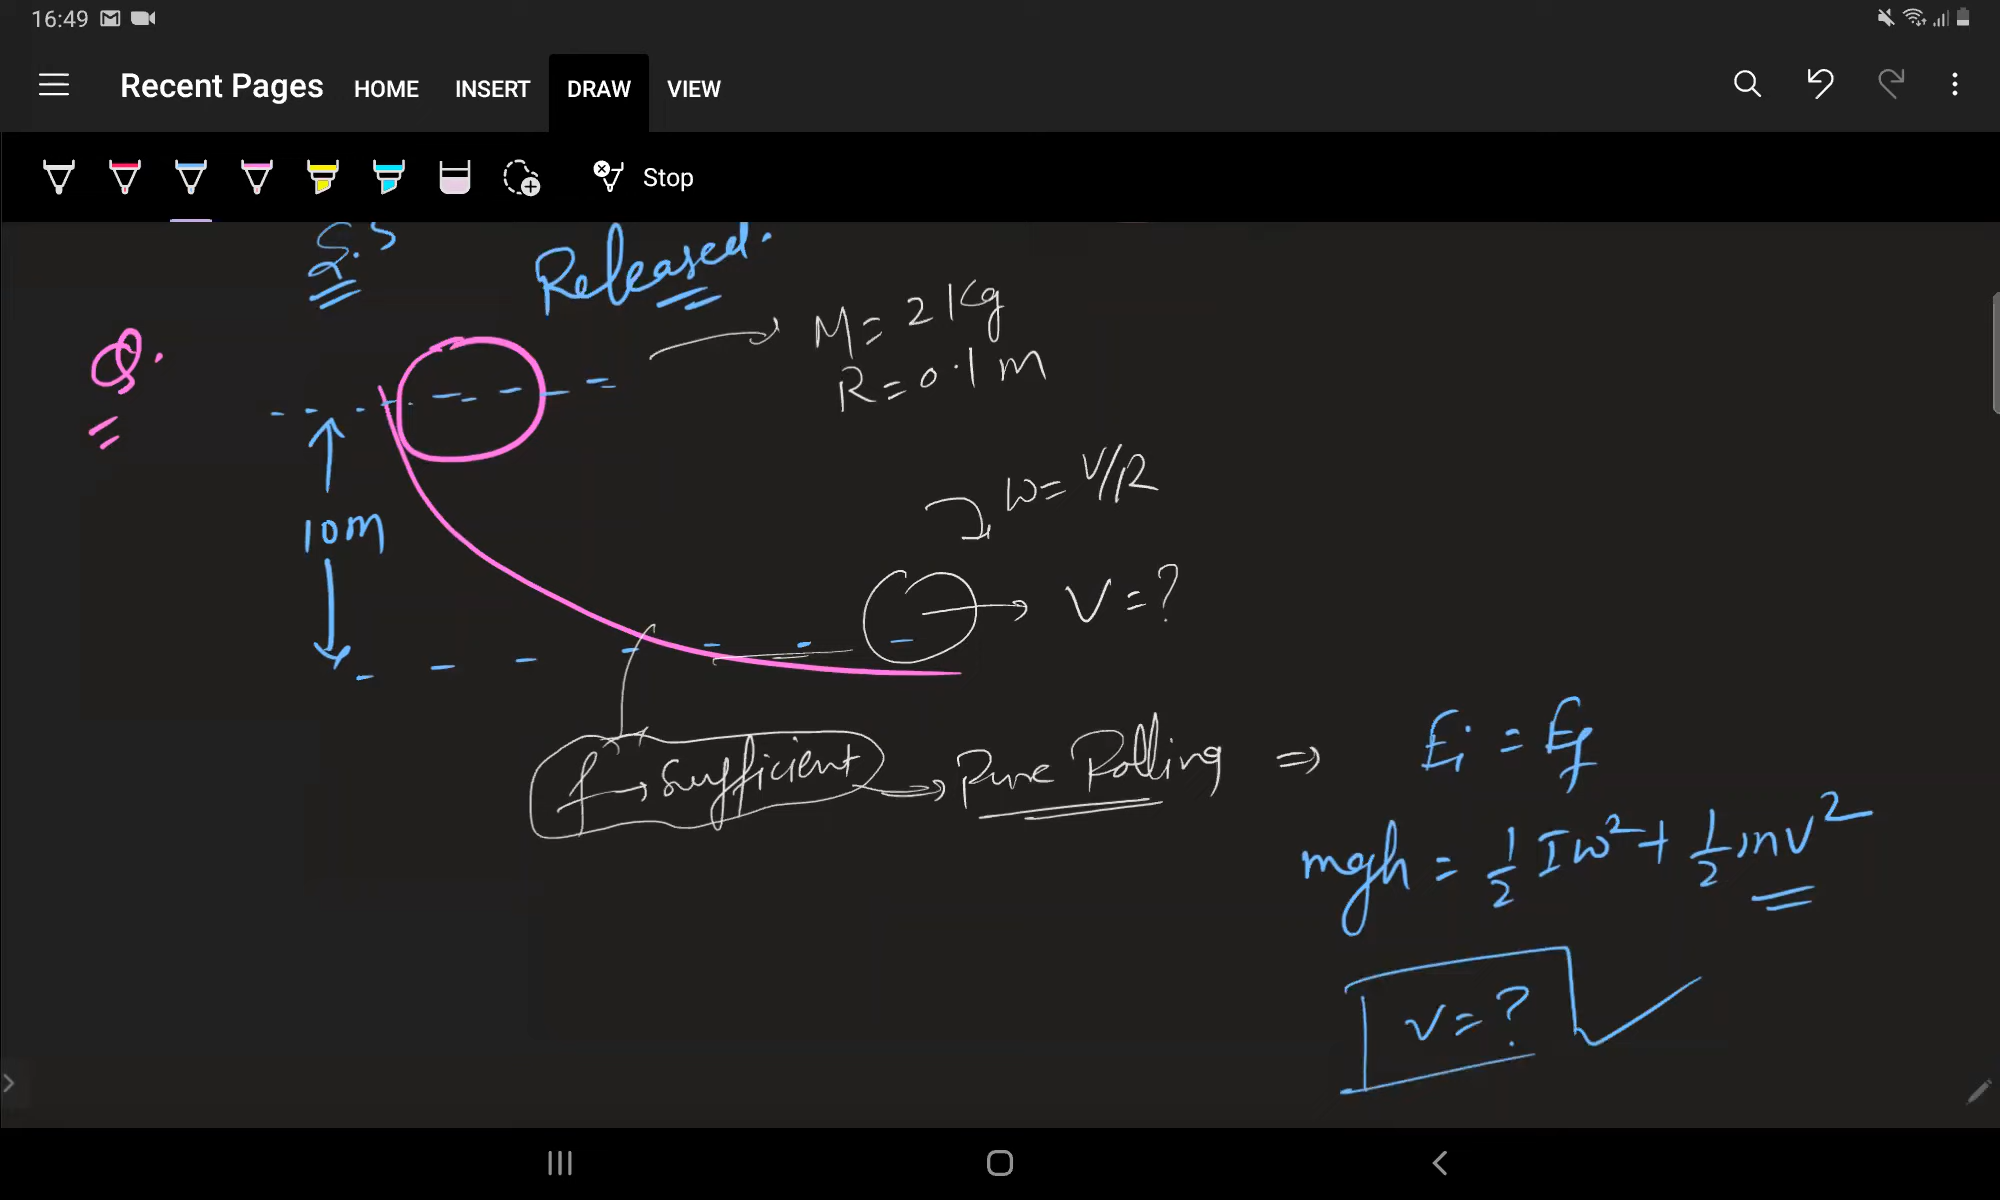 16:49
Recent Pages HOME INSERT DRAW VIEW
Stop
S.S
Released.
Q.
M = 2 Kg
R = 0.1 m
10m
ω = V/R
V = ?
f → sufficient → Pure Rolling ⇒
Ei = Ef
mgh = 1/2 Iω² + 1/2 mv²
v = ?